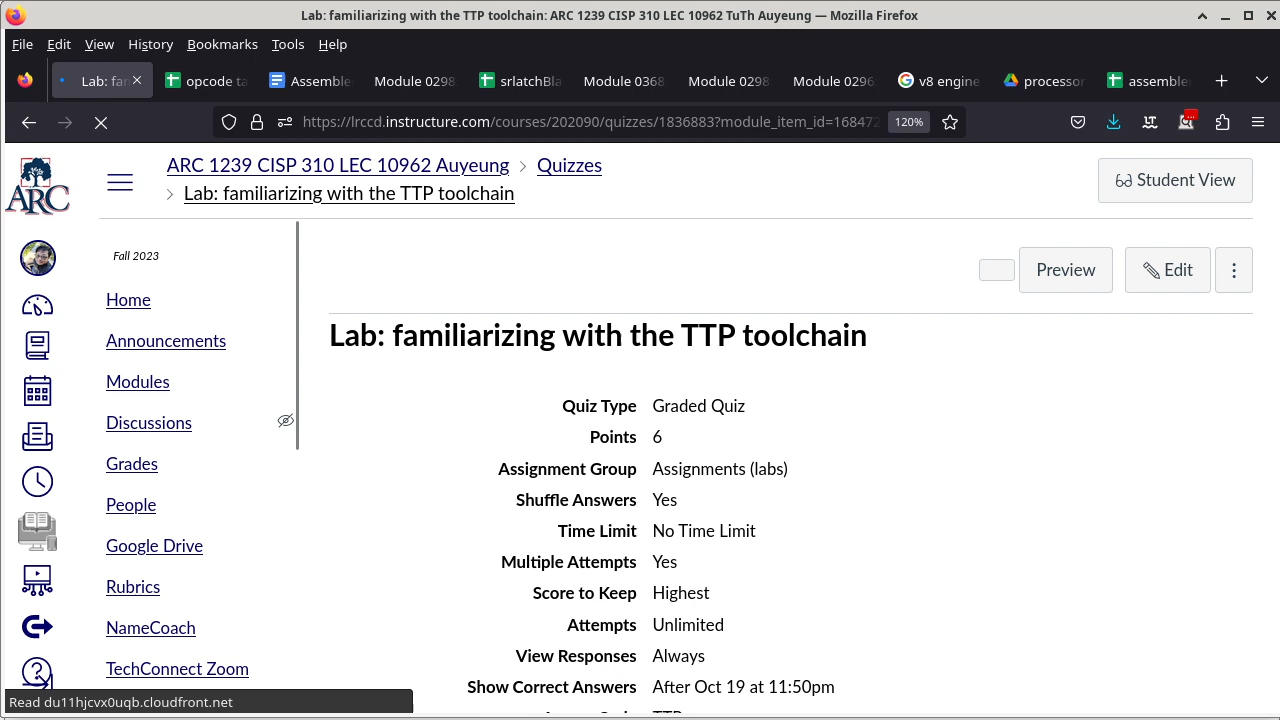 Lab: familiarizing with the TTP toolchain: ARC 1239 CISP 310 LEC 10962 TuTh Auyeung — Mozilla Firefox
File Edit View History Bookmarks Tools Help
Lab: fa opcode ta Assemble Module 0298 srlatchBla Module 0368 Module 0298 Module 0296 v8 engine processor assemble
https://lrccd.instructure.com/courses/202090/quizzes/1836883?module_item_id=168472 120%
ARC
ARC 1239 CISP 310 LEC 10962 Auyeung > Quizzes
> Lab: familiarizing with the TTP toolchain
Student View
Fall 2023
Home
Announcements
Modules
Discussions
Grades
People
Google Drive
Rubrics
NameCoach
TechConnect Zoom
Preview Edit
Lab: familiarizing with the TTP toolchain
Quiz Type Graded Quiz
Points 6
Assignment Group Assignments (labs)
Shuffle Answers Yes
Time Limit No Time Limit
Multiple Attempts Yes
Score to Keep Highest
Attempts Unlimited
View Responses Always
Show Correct Answers After Oct 19 at 11:50pm
Read du11hjcvx0uqb.cloudfront.net